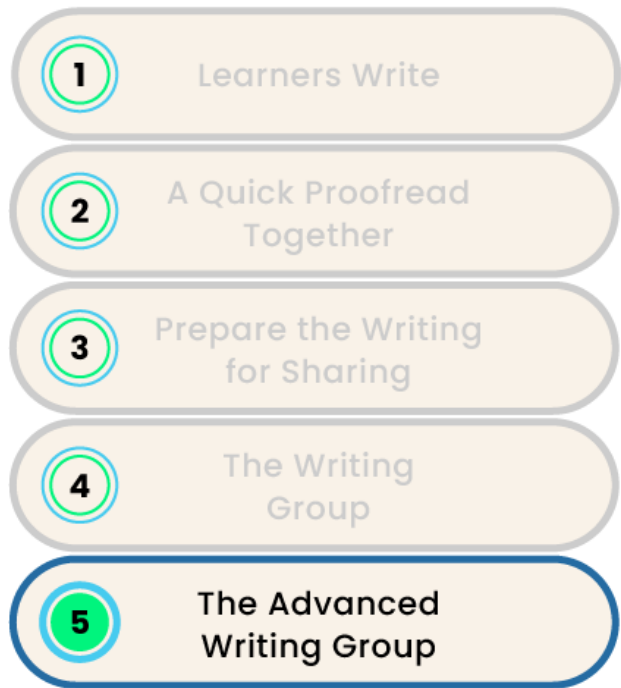 1
Learners Write
2
A Quick Proofread
Together
3
Prepare the Writing
for Sharing
4
The Writing
Group
5
The Advanced
Writing Group